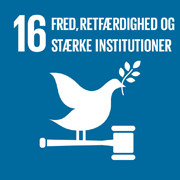 16 FRED, RETFÆRDIGHED OG
STÆRKE INSTITUTIONER